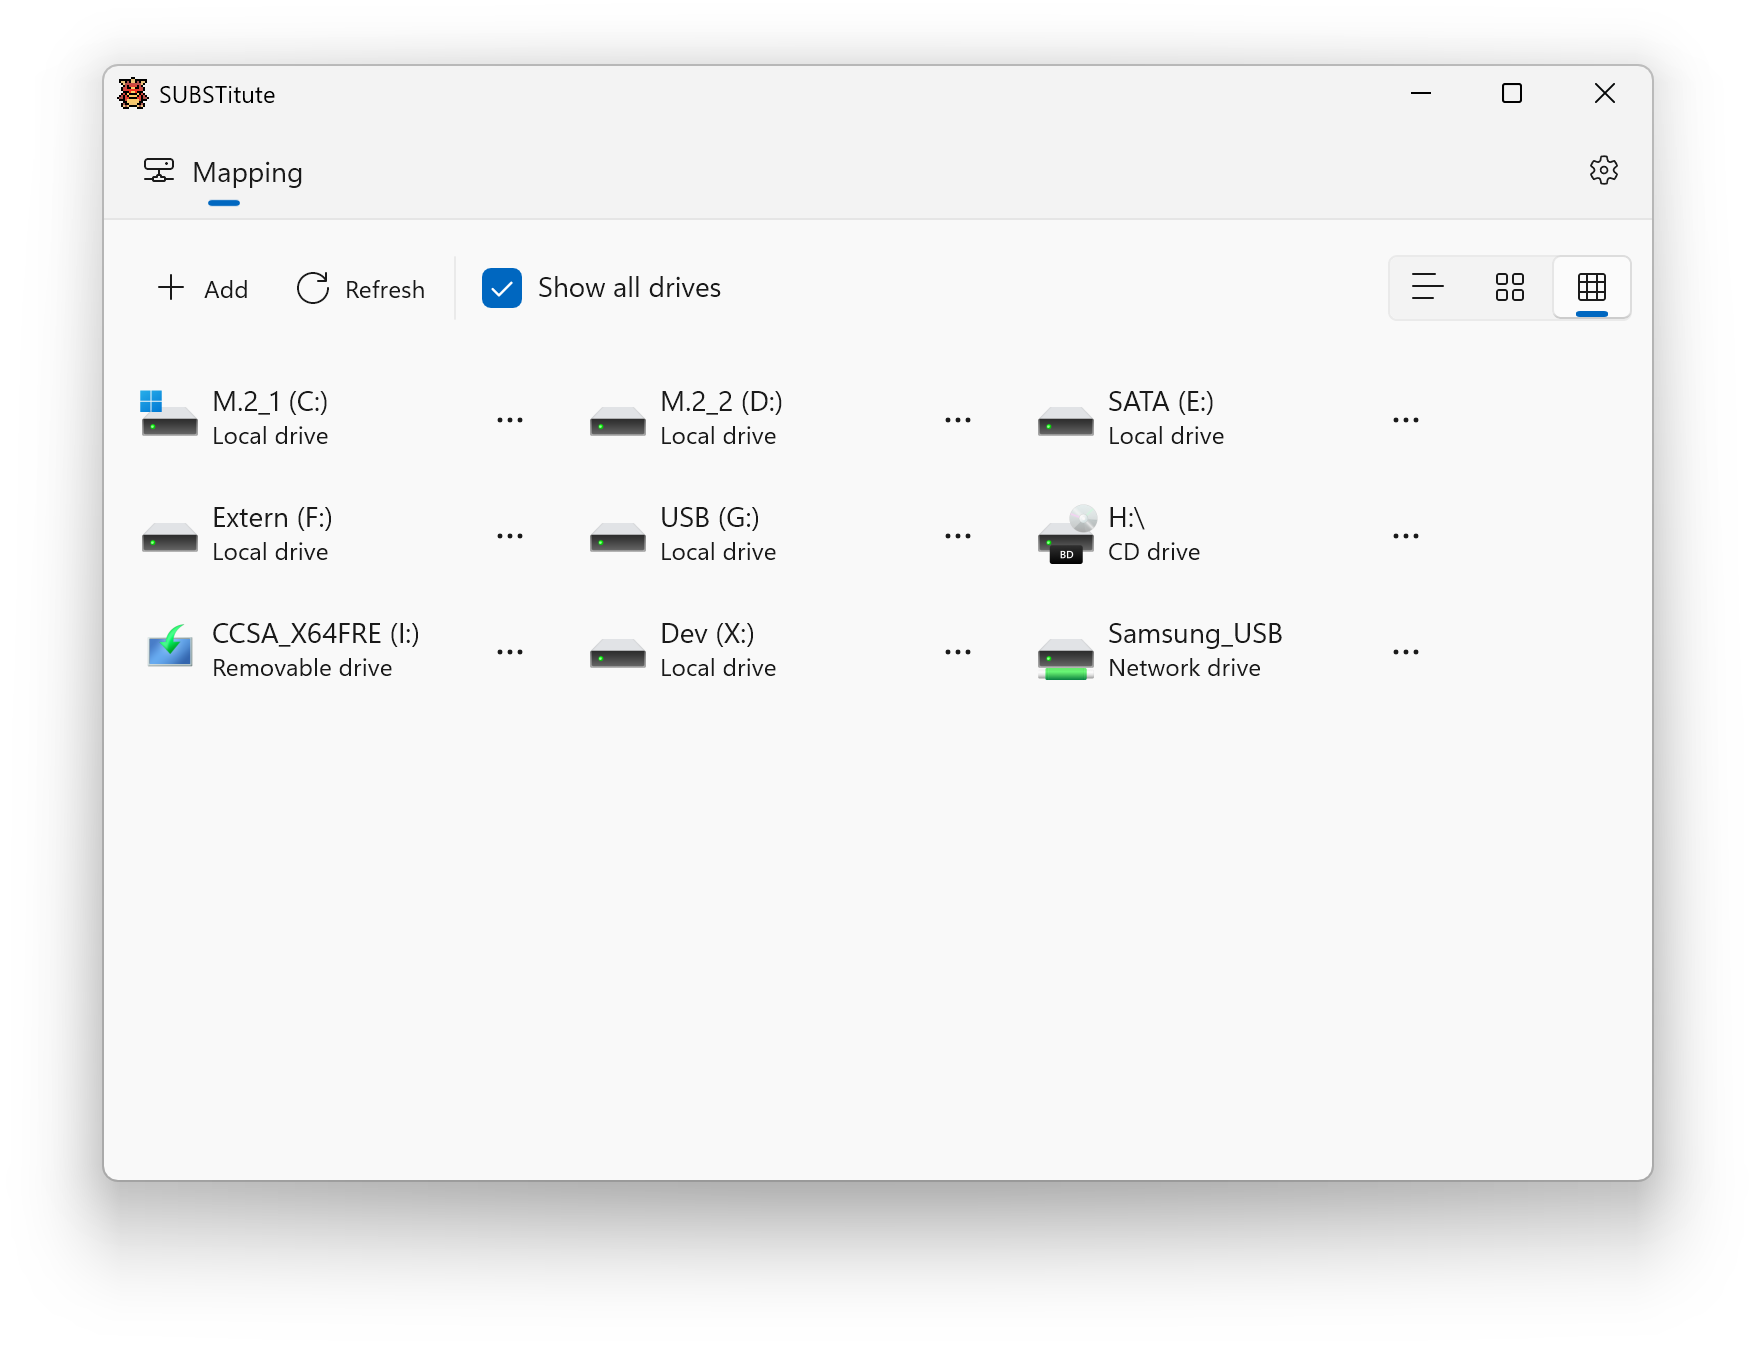 SUBSTitute
Mapping
Add
Refresh
Show all drives
M.2_1 (C:)
Local drive
M.2_2 (D:)
Local drive
SATA (E:)
Local drive
Extern (F:)
Local drive
USB (G:)
Local drive
BD
H:\
CD drive
CCSA_X64FRE (I:)
Removable drive
Dev (X:)
Local drive
Samsung_USB
Network drive